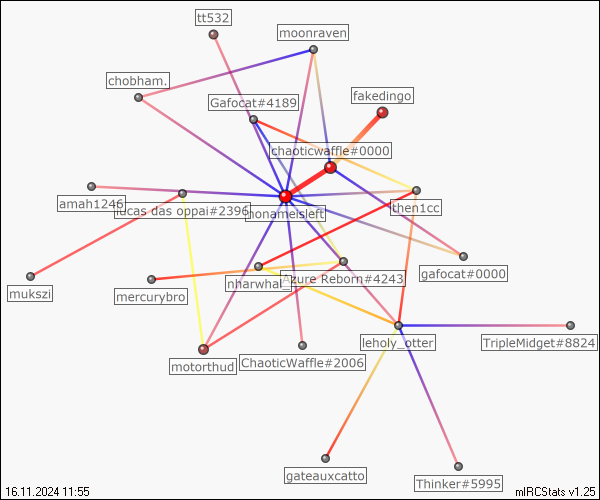 tt532
moonraven
chobham.
fakedingo
Gafocat#4189
chaoticwaffle#0000
amah1246
lucas das oppai#2396
nonameisleft
then1cc
mukszi
mercurybro
nharwhal_
Azure Reborn#4243
gafocat#0000
motorthud
ChaoticWaffle#2006
leholy_otter
TripleMidget#8824
gateauxcatto
Thinker#5995
16.11.2024 11:55
mIRCStats v1.25